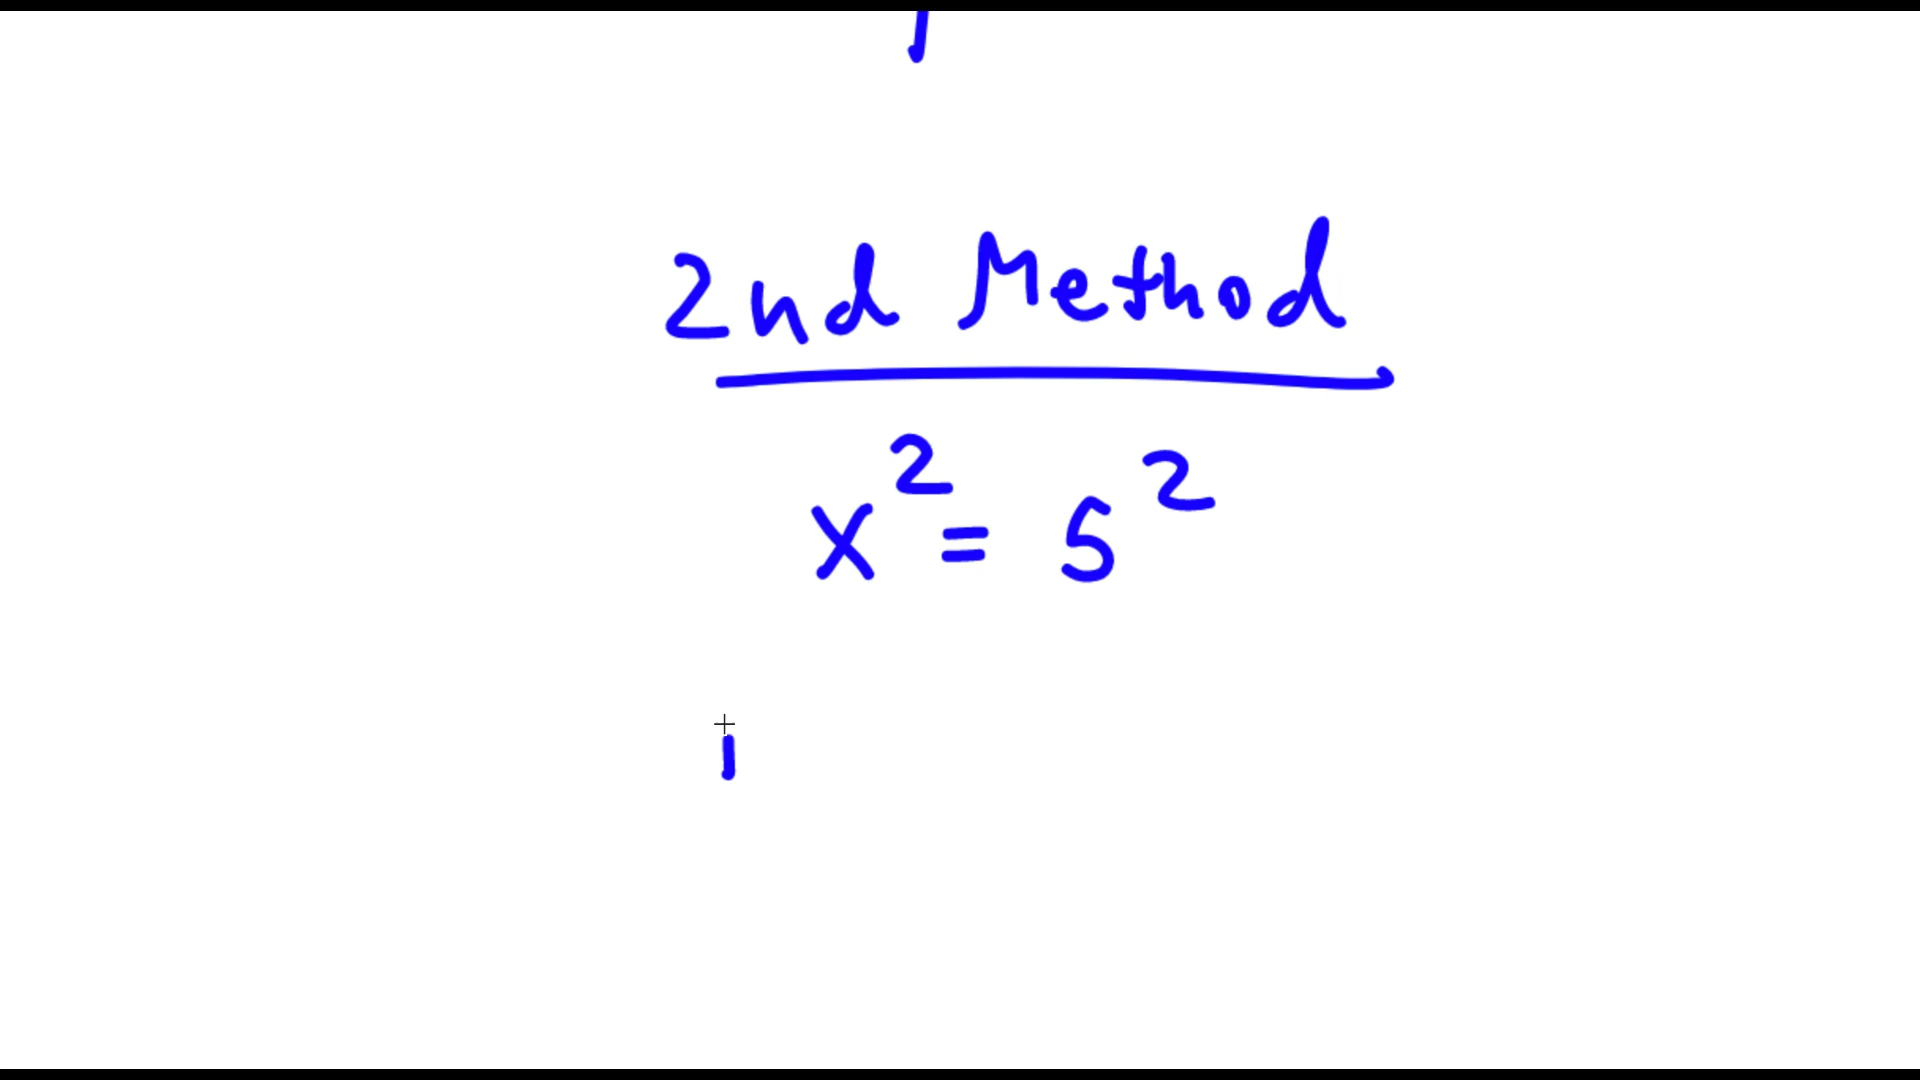 2nd Method
x² = 5²